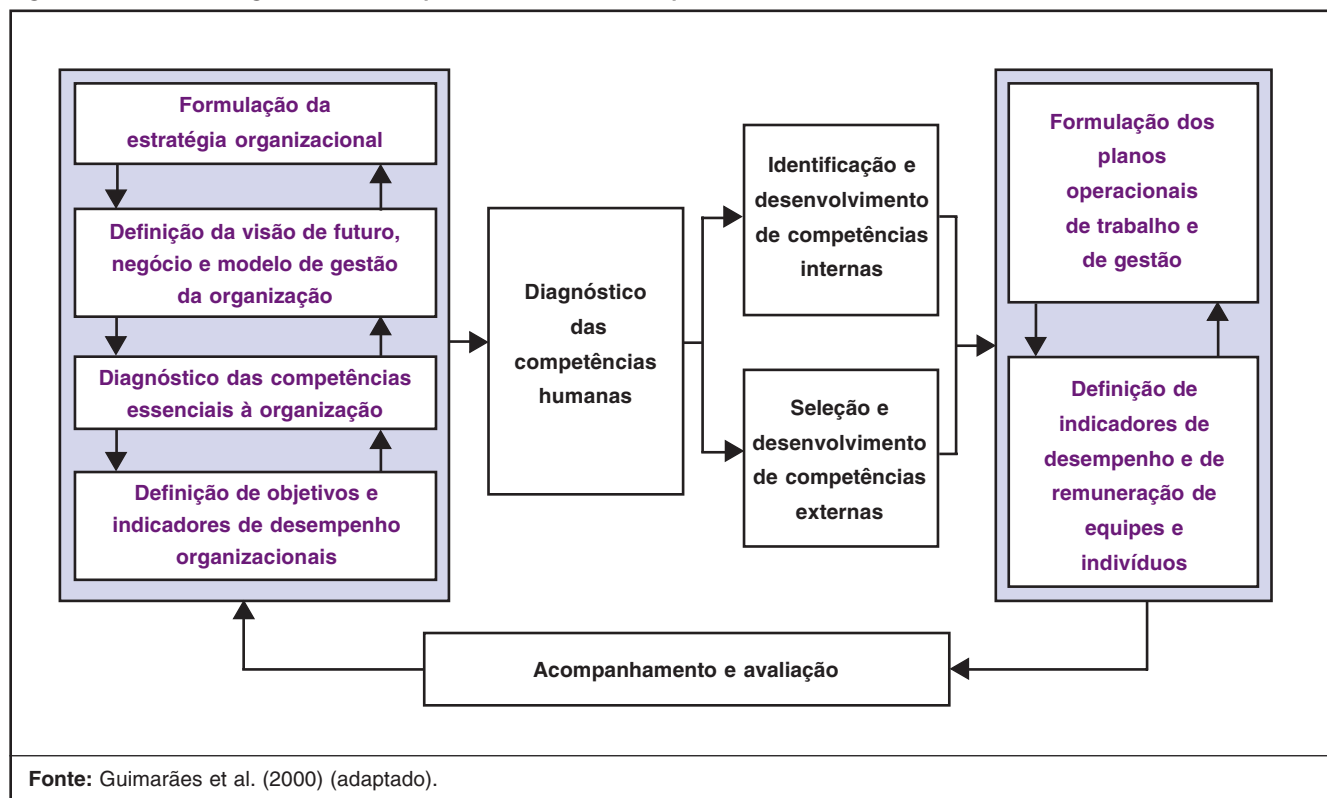 Formulação da
estratégia organizacional
Definição da visão de futuro,
negócio e modelo de gestão
da organização
Diagnóstico das competências
essenciais à organização
Definição de objetivos e
indicadores de desempenho
organizacionais
Diagnóstico
das
competências
humanas
Identificação e
desenvolvimento
de competências
internas
Seleção e
desenvolvimento
de competências
externas
Formulação dos
planos
operacionais
de trabalho e
de gestão
Definição de
indicadores de
desempenho e de
remuneração de
equipes e
indivíduos
Acompanhamento e avaliação
Fonte: Guimarães et al. (2000) (adaptado).